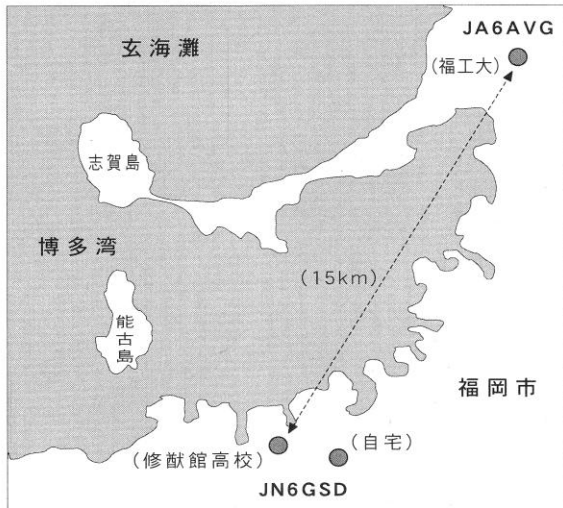 JA6AVG
玄海灘
(福工大)
志賀島
博多湾
(15km)
能古島
福岡市
(自宅)
(修猷館高校)
JN6GSD